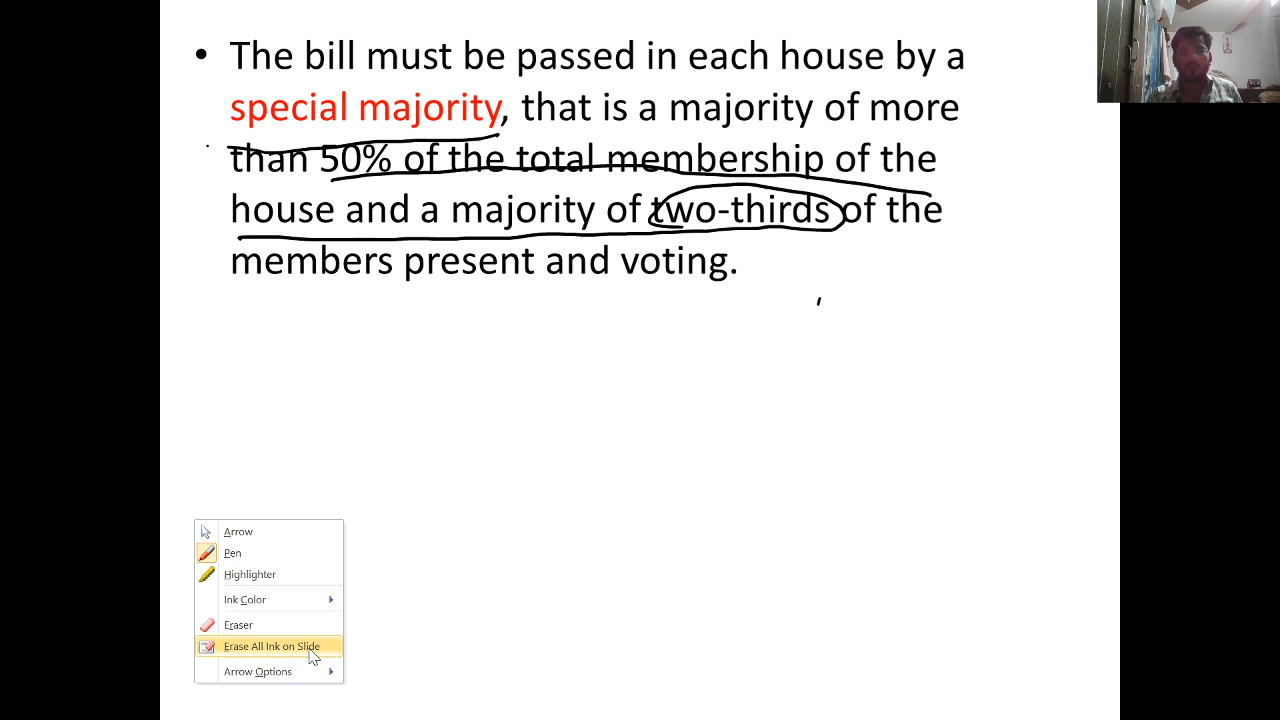 • The bill must be passed in each house by a
special majority, that is a majority of more
than 50% of the total membership of the
house and a majority of two-thirds of the
members present and voting.
Arrow
Pen
Highlighter
Ink Color
Eraser
Erase All Ink on Slide
Arrow Options